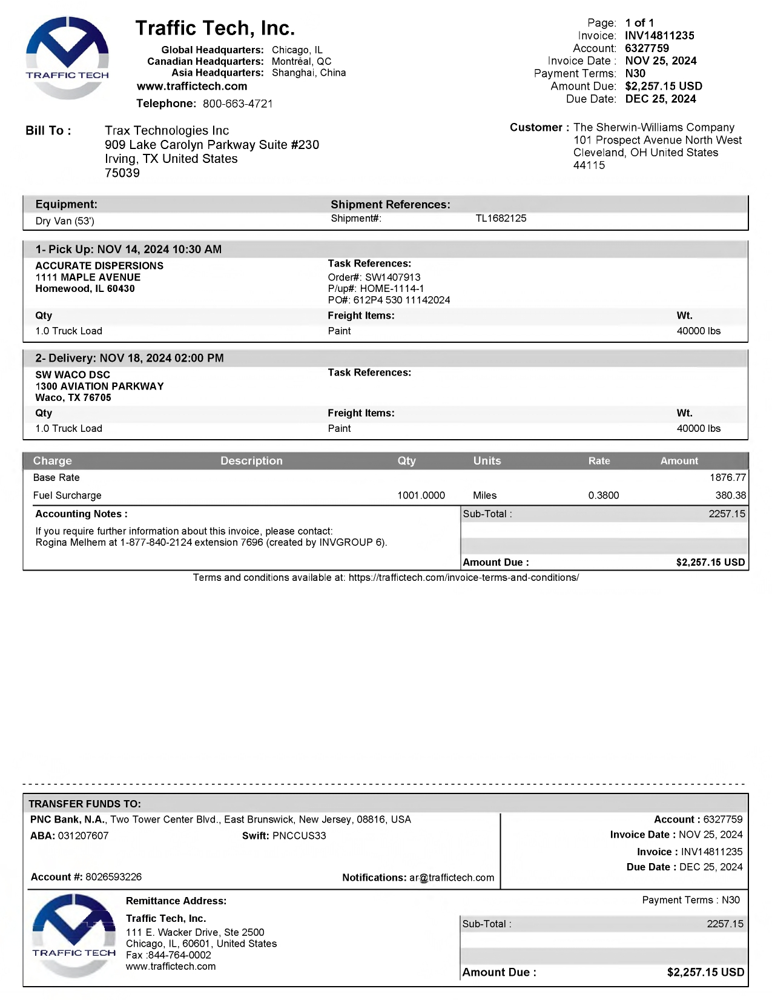 TRAFFIC TECH
Traffic Tech, Inc.
Global Headquarters: Chicago, IL
Canadian Headquarters: Montréal, QC
Asia Headquarters: Shanghai, China
www.traffictech.com
Telephone: 800-663-4721
Page: 1 of 1
Invoice: INV14811235
Account: 6327759
Invoice Date : NOV 25, 2024
Payment Terms: N30
Amount Due: $2,257.15 USD
Due Date: DEC 25, 2024
Bill To : Trax Technologies Inc
909 Lake Carolyn Parkway Suite #230
Irving, TX United States
75039
Customer : The Sherwin-Williams Company
101 Prospect Avenue North West
Cleveland, OH United States
44115
Equipment: Shipment References:
Dry Van (53') Shipment#: TL1682125
1- Pick Up: NOV 14, 2024 10:30 AM
ACCURATE DISPERSIONS
1111 MAPLE AVENUE
Homewood, IL 60430
Task References:
Order#: SW1407913
P/up#: HOME-1114-1
PO#: 612P4 530 11142024
Qty Freight Items: Wt.
1.0 Truck Load Paint 40000 lbs
2- Delivery: NOV 18, 2024 02:00 PM
SW WACO DSC
1300 AVIATION PARKWAY
Waco, TX 76705
Task References:
Qty Freight Items: Wt.
1.0 Truck Load Paint 40000 lbs
Charge Description Qty Units Rate Amount
Base Rate 1876.77
Fuel Surcharge 1001.0000 Miles 0.3800 380.38
Accounting Notes :
If you require further information about this invoice, please contact:
Rogina Melhem at 1-877-840-2124 extension 7696 (created by INVGROUP 6).
Sub-Total : 2257.15
Amount Due : $2,257.15 USD
Terms and conditions available at: https://traffictech.com/invoice-terms-and-conditions/
TRANSFER FUNDS TO:
PNC Bank, N.A., Two Tower Center Blvd., East Brunswick, New Jersey, 08816, USA
ABA: 031207607 Swift: PNCCUS33
Account #: 8026593226 Notifications: ar@traffictech.com
Account : 6327759
Invoice Date : NOV 25, 2024
Invoice : INV14811235
Due Date : DEC 25, 2024
TRAFFIC TECH
Remittance Address:
Traffic Tech, Inc.
111 E. Wacker Drive, Ste 2500
Chicago, IL, 60601, United States
Fax :844-764-0002
www.traffictech.com
Payment Terms : N30
Sub-Total : 2257.15
Amount Due : $2,257.15 USD